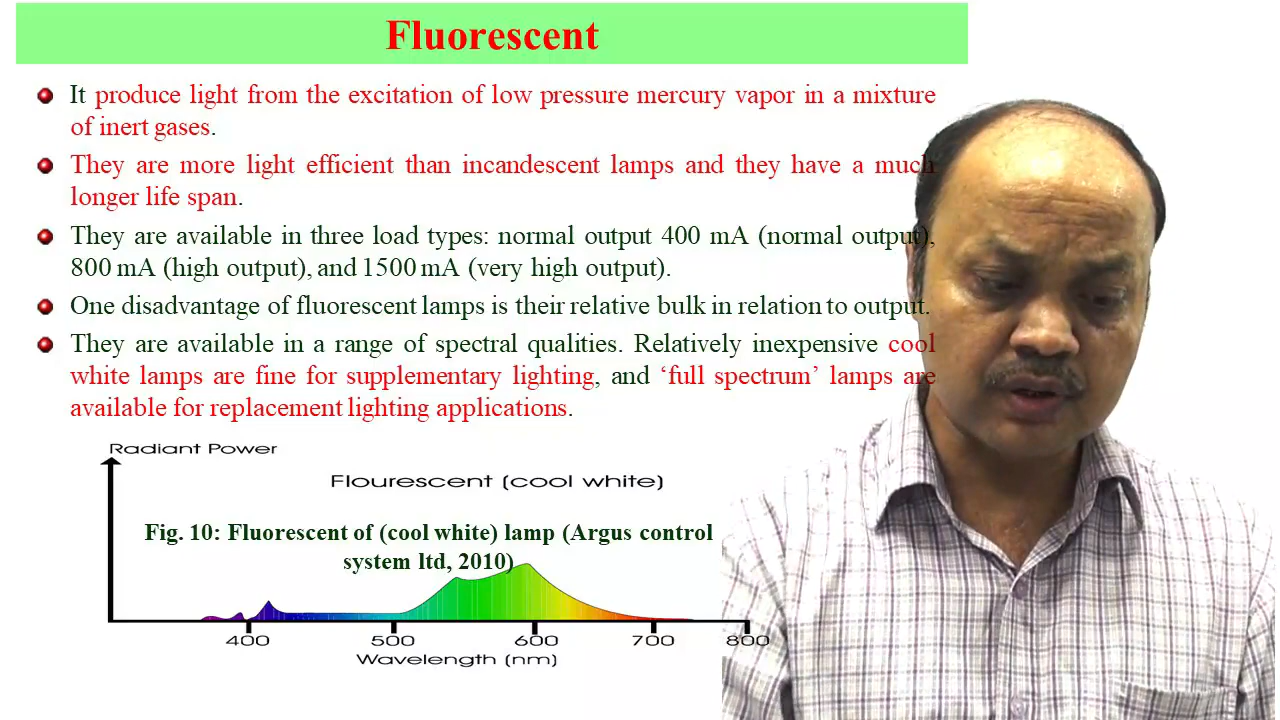 Fluorescent
It produce light from the excitation of low pressure mercury vapor in a mixture
of inert gases.
They are more light efficient than incandescent lamps and they have a much
longer life span.
They are available in three load types: normal output 400 mA (normal output),
800 mA (high output), and 1500 mA (very high output).
One disadvantage of fluorescent lamps is their relative bulk in relation to output.
They are available in a range of spectral qualities. Relatively inexpensive cool
white lamps are fine for supplementary lighting, and ‘full spectrum’ lamps are
available for replacement lighting applications.
Radiant Power
Flourescent (cool white)
Fig. 10: Fluorescent of (cool white) lamp (Argus control
system ltd, 2010)
400 500 600 700 800
Wavelength (nm)